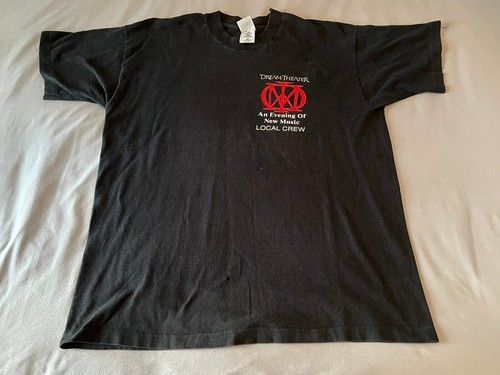 DREAM THEATER
An Evening Of
New Music
LOCAL CREW